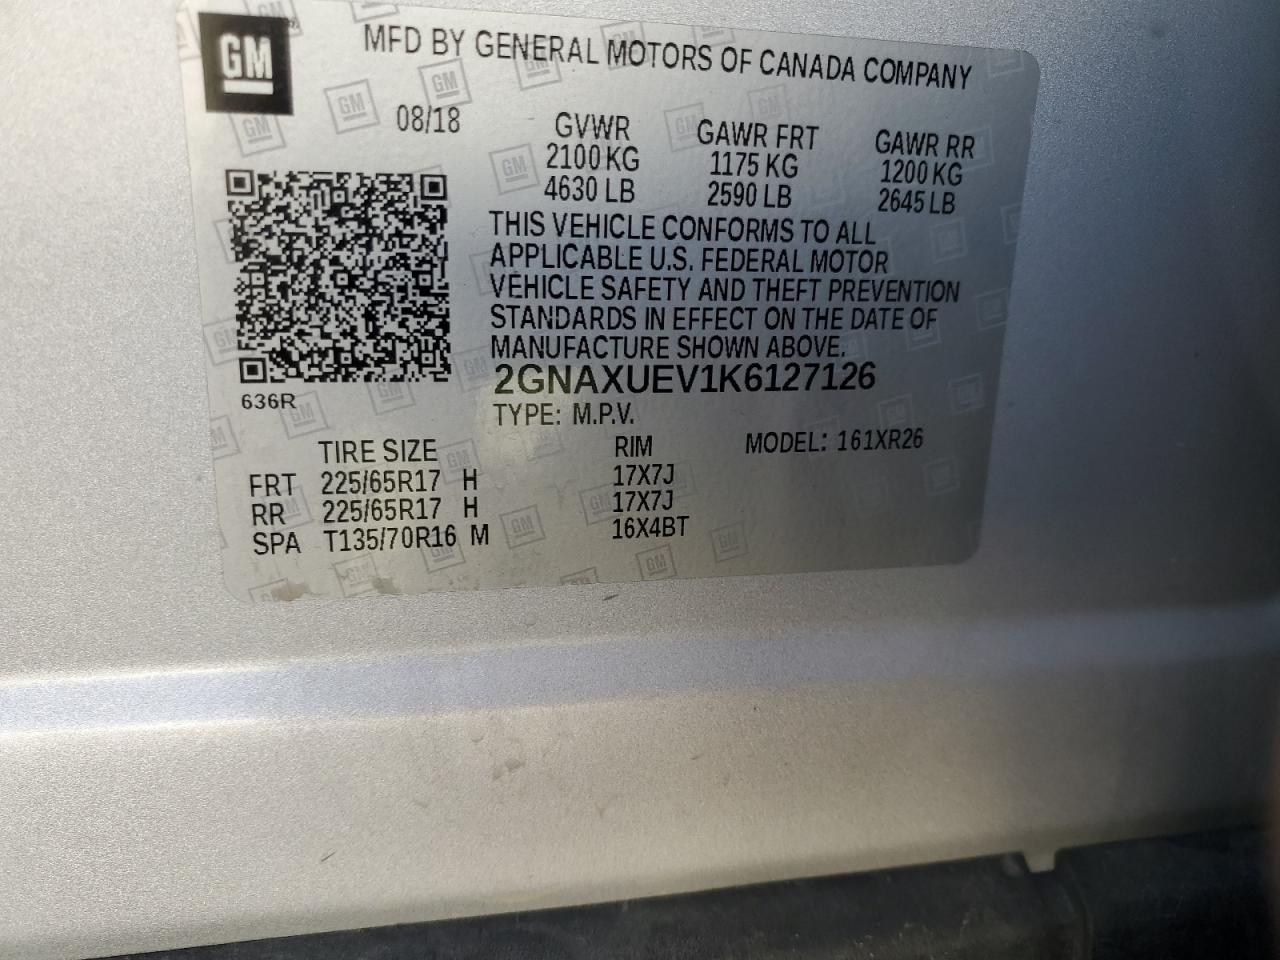 GM
MFD BY GENERAL MOTORS OF CANADA COMPANY
08/18
GVWR GAWR FRT GAWR RR
2100 KG 1175 KG 1200 KG
4630 LB 2590 LB 2645 LB
THIS VEHICLE CONFORMS TO ALL
APPLICABLE U.S. FEDERAL MOTOR
VEHICLE SAFETY AND THEFT PREVENTION
STANDARDS IN EFFECT ON THE DATE OF
MANUFACTURE SHOWN ABOVE.
2GNAXUEV1K6127126
636R
TYPE: M.P.V.
TIRE SIZE RIM MODEL: 161XR26
FRT 225/65R17 H 17X7J
RR 225/65R17 H 17X7J
SPA T135/70R16 M 16X4BT